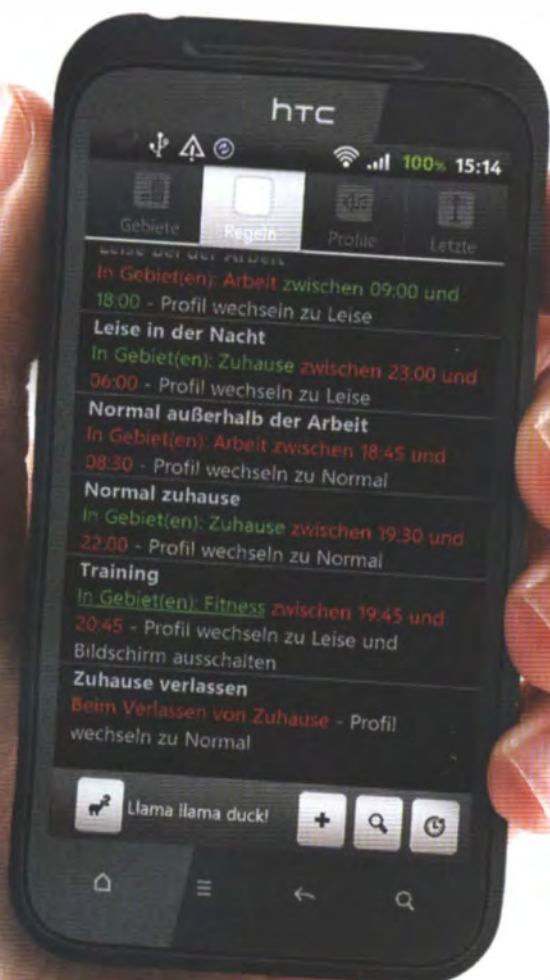 hTC
100% 15:14
Gebiete Regeln Profile Letzte
Leise bei der Arbeit
In Gebiet(en): Arbeit zwischen 09:00 und
18:00 - Profil wechseln zu Leise
Leise in der Nacht
In Gebiet(en): Zuhause zwischen 23:00 und
06:00 - Profil wechseln zu Leise
Normal außerhalb der Arbeit
In Gebiet(en): Arbeit zwischen 18:45 und
08:30 - Profil wechseln zu Normal
Normal zuhause
In Gebiet(en): Zuhause zwischen 19:30 und
22:00 - Profil wechseln zu Normal
Training
In Gebiet(en): Fitness zwischen 19:45 und
20:45 - Profil wechseln zu Leise und
Bildschirm ausschalten
Zuhause verlassen
Beim Verlassen von Zuhause - Profil
wechseln zu Normal
Llama llama duck!